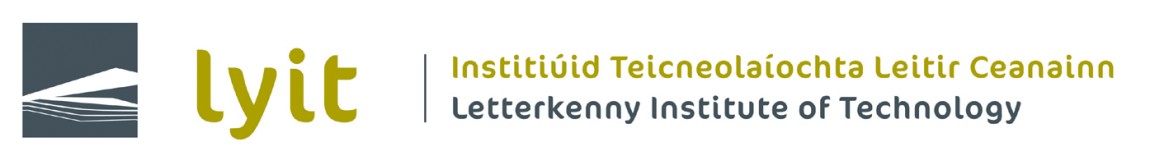 lyit
Institiúid Teicneolaíochta Leitir Ceanainn
Letterkenny Institute of Technology